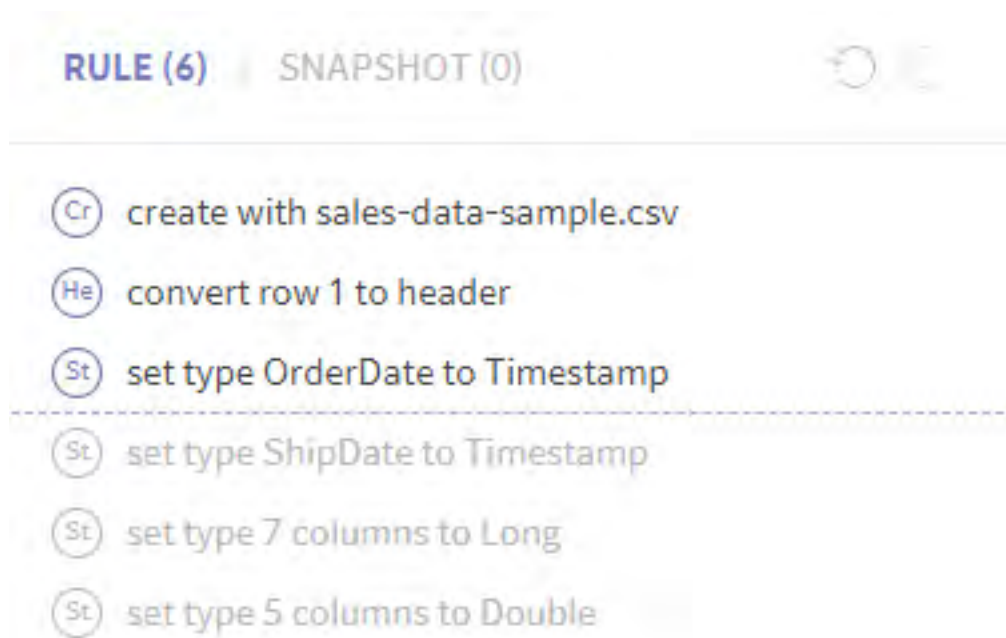 RULE (6) | SNAPSHOT (0)
Cr create with sales-data-sample.csv
He convert row 1 to header
St set type OrderDate to Timestamp
St set type ShipDate to Timestamp
St set type 7 columns to Long
St set type 5 columns to Double